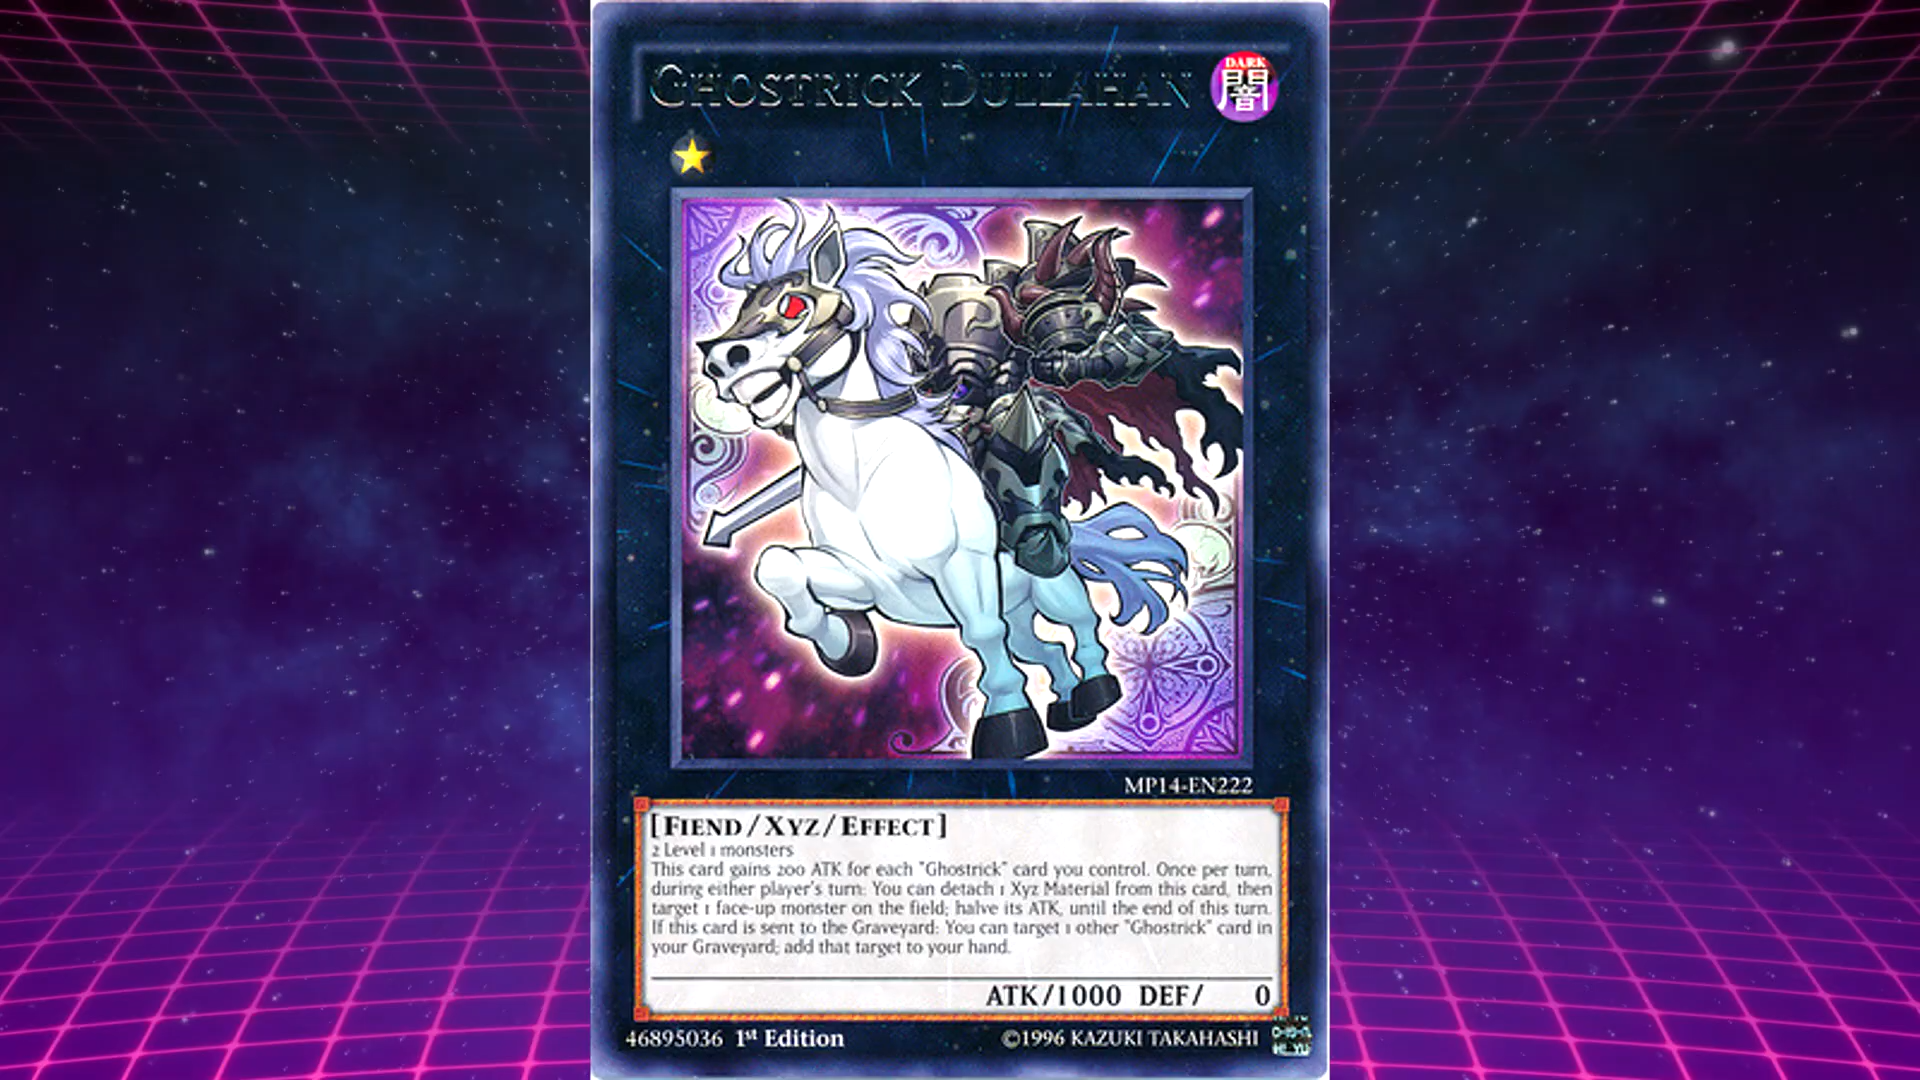 GHOSTRICK DULLAHAN
DARK
闇
MP14-EN222
[FIEND/XYZ/EFFECT]
2 Level 1 monsters
This card gains 200 ATK for each "Ghostrick" card you control. Once per turn,
during either player's turn: You can detach 1 Xyz Material from this card, then
target 1 face-up monster on the field; halve its ATK, until the end of this turn.
If this card is sent to the Graveyard: You can target 1 other "Ghostrick" card in
your Graveyard; add that target to your hand.
ATK/1000 DEF/ 0
46895036 1st Edition ©1996 KAZUKI TAKAHASHI